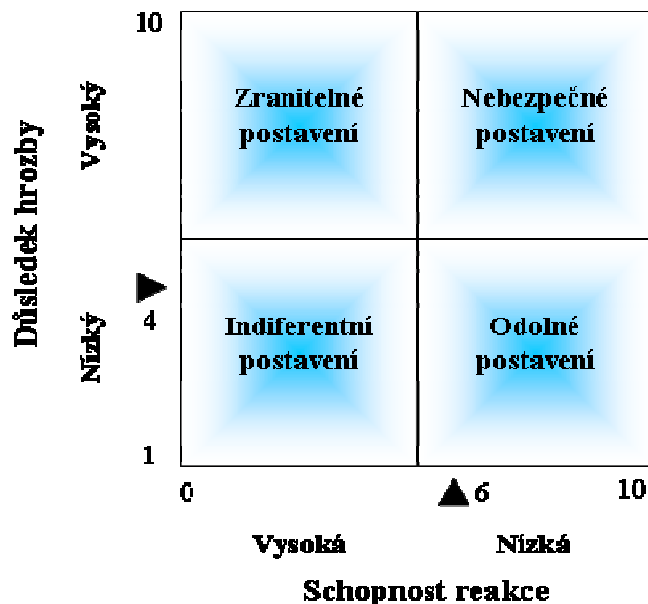 10
Důsledek hrozby
Vysoký
Zranitelné
postavení
Nebezpečné
postavení
4
Nízký
Indiferentní
postavení
Odolné
postavení
1
0
6
10
Vysoká
Nízká
Schopnost reakce